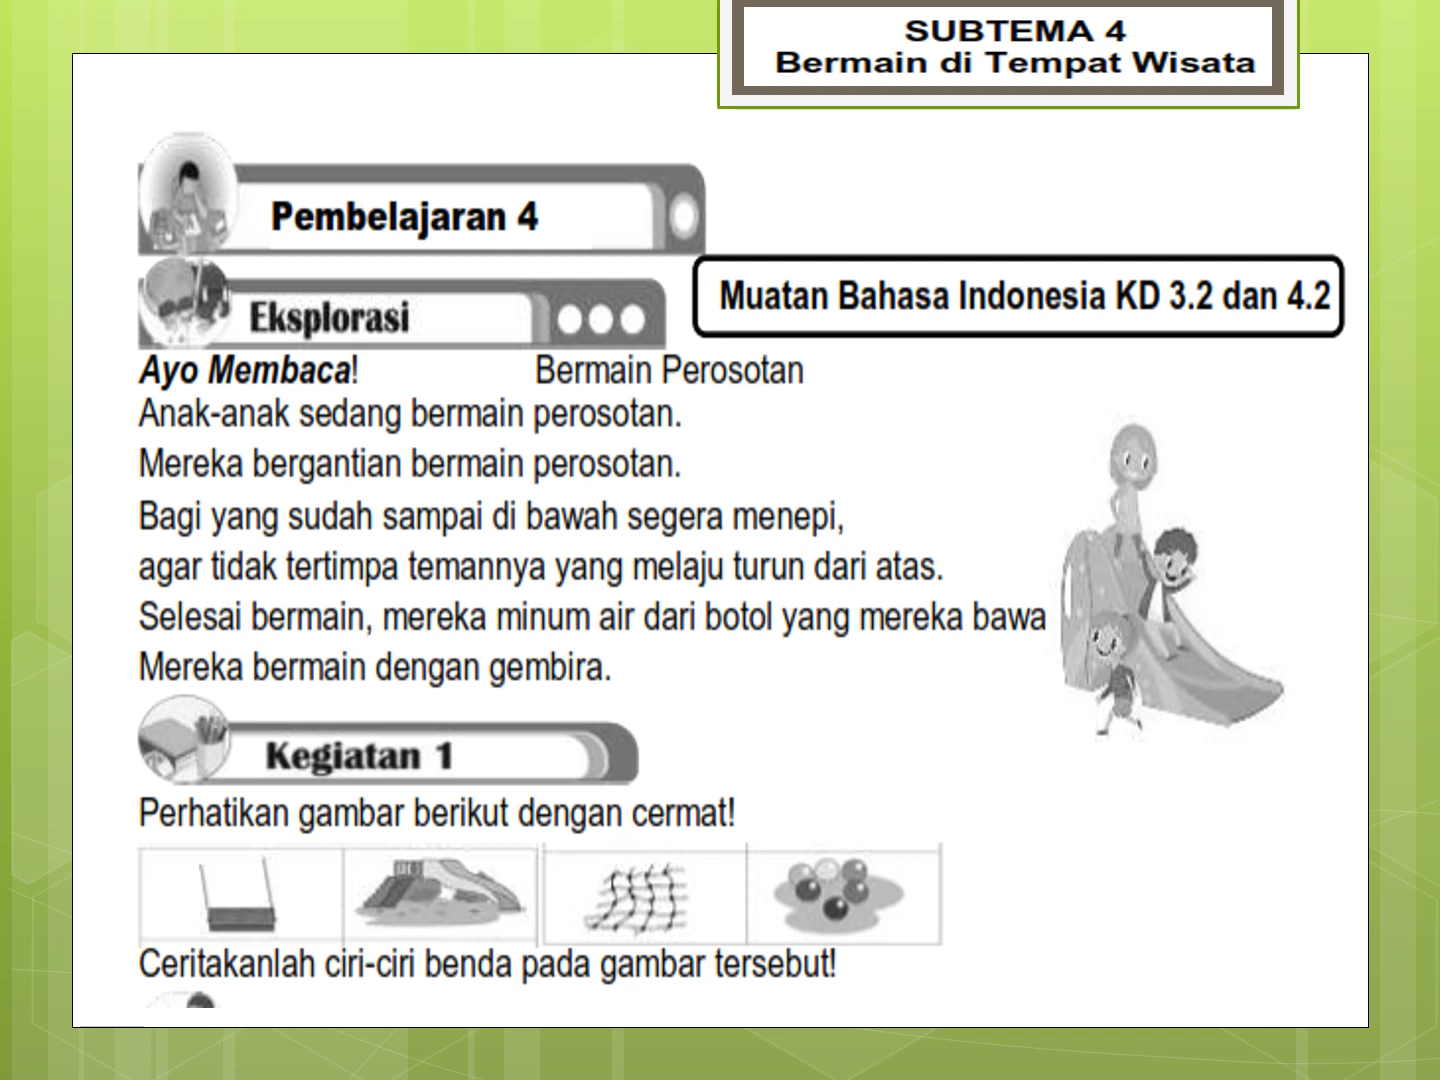 SUBTEMA 4
Bermain di Tempat Wisata
Pembelajaran 4
Muatan Bahasa Indonesia KD 3.2 dan 4.2
Eksplorasi
Ayo Membaca! Bermain Perosotan
Anak-anak sedang bermain perosotan.
Mereka bergantian bermain perosotan.
Bagi yang sudah sampai di bawah segera menepi,
agar tidak tertimpa temannya yang melaju turun dari atas.
Selesai bermain, mereka minum air dari botol yang mereka bawa
Mereka bermain dengan gembira.
Kegiatan 1
Perhatikan gambar berikut dengan cermat!
Ceritakanlah ciri-ciri benda pada gambar tersebut!